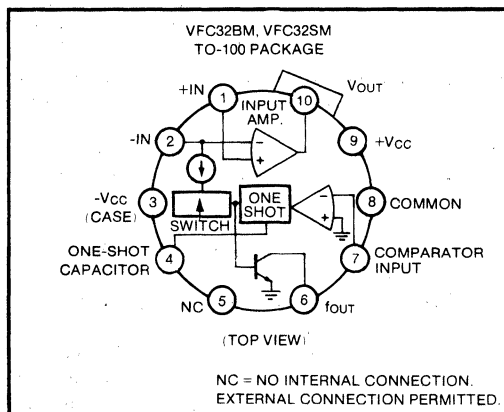 VFC32BM, VFC32SM
TO-100 PACKAGE
+IN
1
INPUT
AMP.
10
VOUT
-IN
2
-
+
9
+VCC
-VCC
(CASE)
3
SWITCH
ONE
SHOT
-
+
8
COMMON
ONE-SHOT
CAPACITOR
4
7
COMPARATOR
INPUT
NC
5
6
fOUT
(TOP VIEW)
NC = NO INTERNAL CONNECTION.
EXTERNAL CONNECTION PERMITTED.